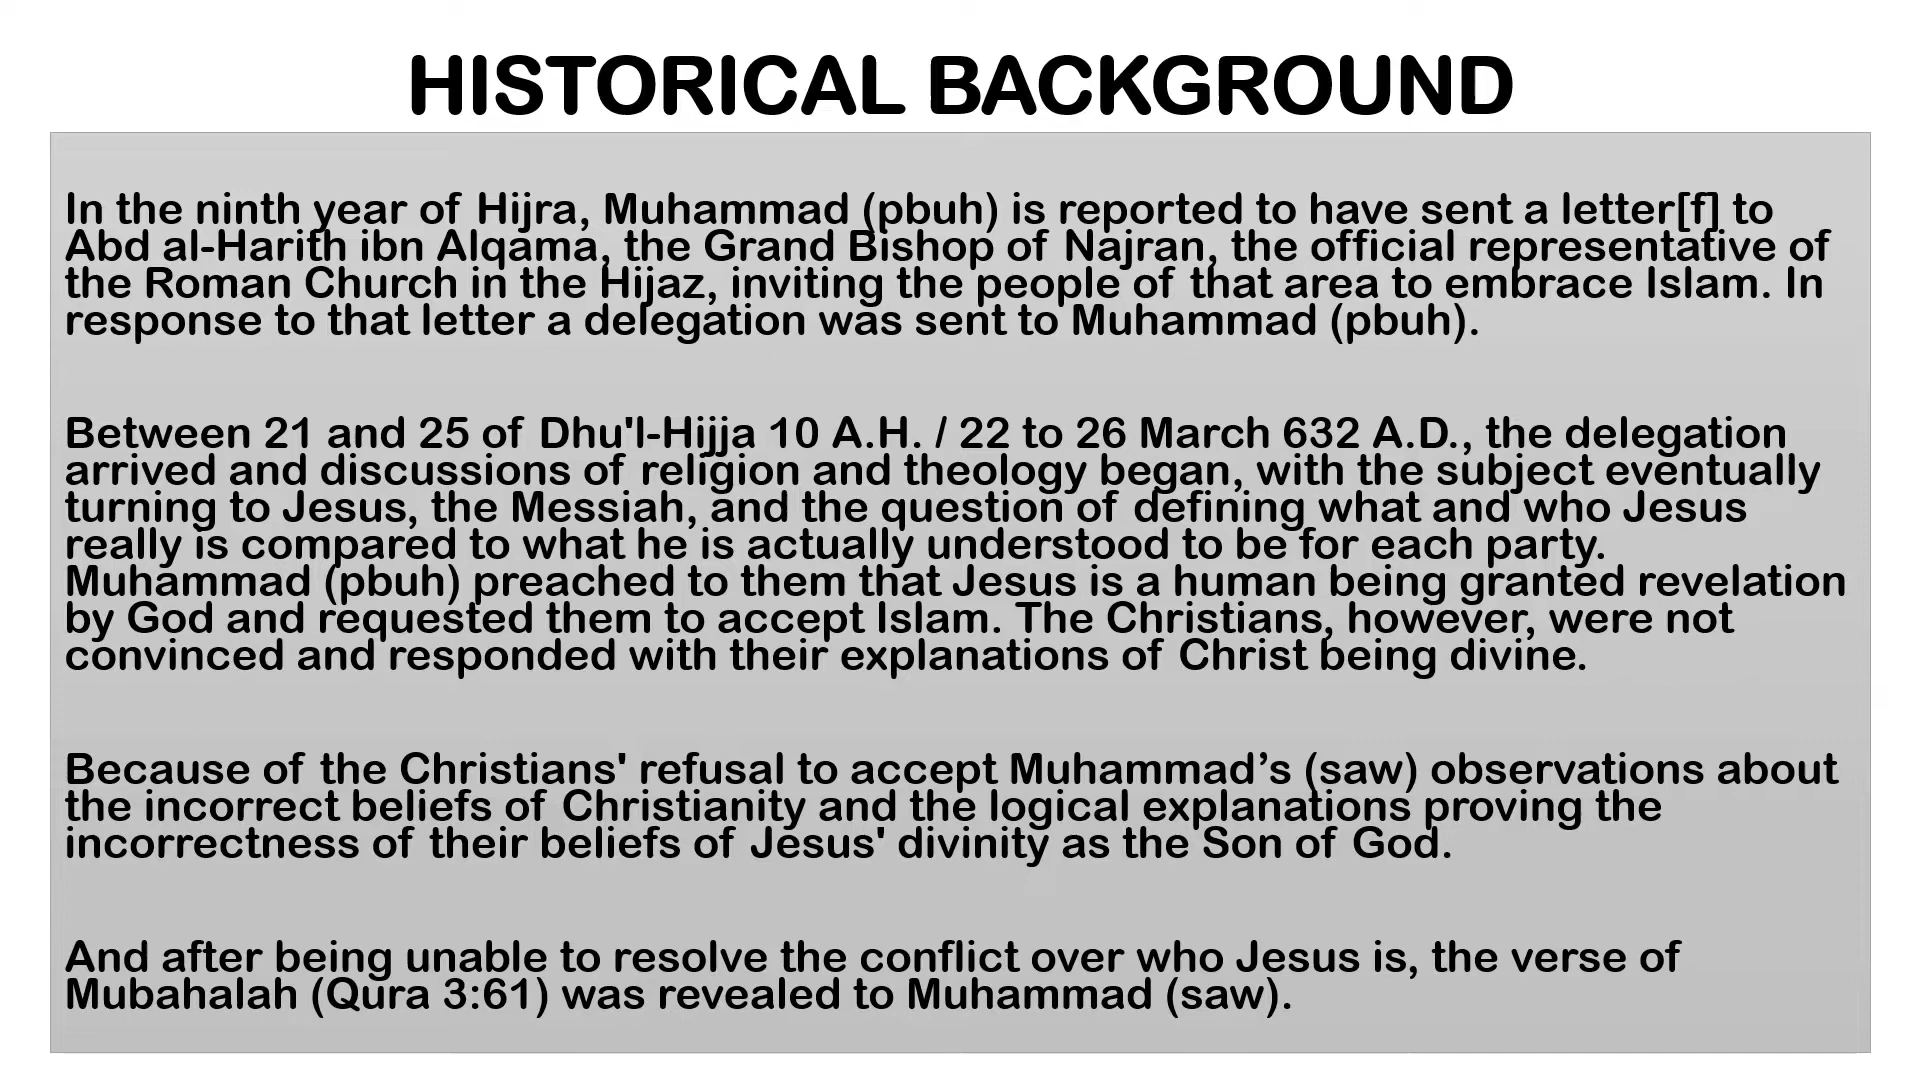 HISTORICAL BACKGROUND
In the ninth year of Hijra, Muhammad (pbuh) is reported to have sent a letter[f] to
Abd al-Harith ibn Alqama, the Grand Bishop of Najran, the official representative of
the Roman Church in the Hijaz, inviting the people of that area to embrace Islam. In
response to that letter a delegation was sent to Muhammad (pbuh).
Between 21 and 25 of Dhu'l-Hijja 10 A.H. / 22 to 26 March 632 A.D., the delegation
arrived and discussions of religion and theology began, with the subject eventually
turning to Jesus, the Messiah, and the question of defining what and who Jesus
really is compared to what he is actually understood to be for each party.
Muhammad (pbuh) preached to them that Jesus is a human being granted revelation
by God and requested them to accept Islam. The Christians, however, were not
convinced and responded with their explanations of Christ being divine.
Because of the Christians' refusal to accept Muhammad’s (saw) observations about
the incorrect beliefs of Christianity and the logical explanations proving the
incorrectness of their beliefs of Jesus' divinity as the Son of God.
And after being unable to resolve the conflict over who Jesus is, the verse of
Mubahalah (Qura 3:61) was revealed to Muhammad (saw).